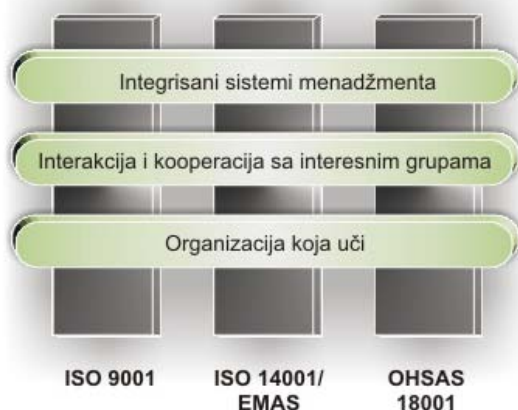 Integrisani sistemi menadžmenta
Interakcija i kooperacija sa interesnim grupama
Organizacija koja uči
ISO 9001
ISO 14001/
EMAS
OHSAS
18001